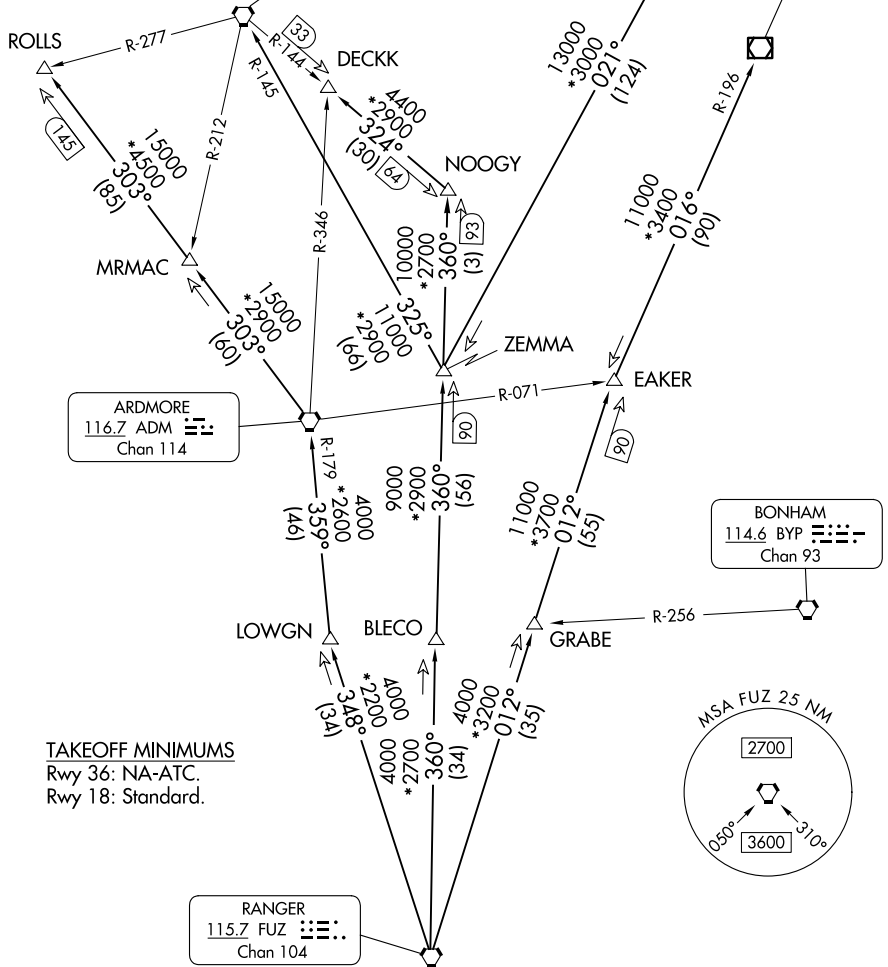 ROLLS
R-277
33
R-144
DECKK
R-145
13000
*3000
021°
(124)
R-196
145
R-212
15000
*4500
303°
(85)
4400
*2900
324°
(30)
64
NOOGY
R-346
93
11000
*3400
016°
(90)
MRMAC
10000
*2700
360°
(3)
15000
*2900
303°
(60)
325°
11000
*2900
(66)
ZEMMA
EAKER
R-071
ARDMORE
116.7 ADM
Chan 114
90
90
R-179
4000
*2600
359°
(46)
9000
*2900
360°
(56)
11000
*3700
012°
(55)
BONHAM
114.6 BYP
Chan 93
R-256
LOWGN
BLECO
GRABE
4000
*2200
348°
(34)
4000
*2700
360°
(34)
4000
*3200
012°
(35)
MSA FUZ 25 NM
2700
050°
310°
3600
TAKEOFF MINIMUMS
Rwy 36: NA-ATC.
Rwy 18: Standard.
RANGER
115.7 FUZ
Chan 104